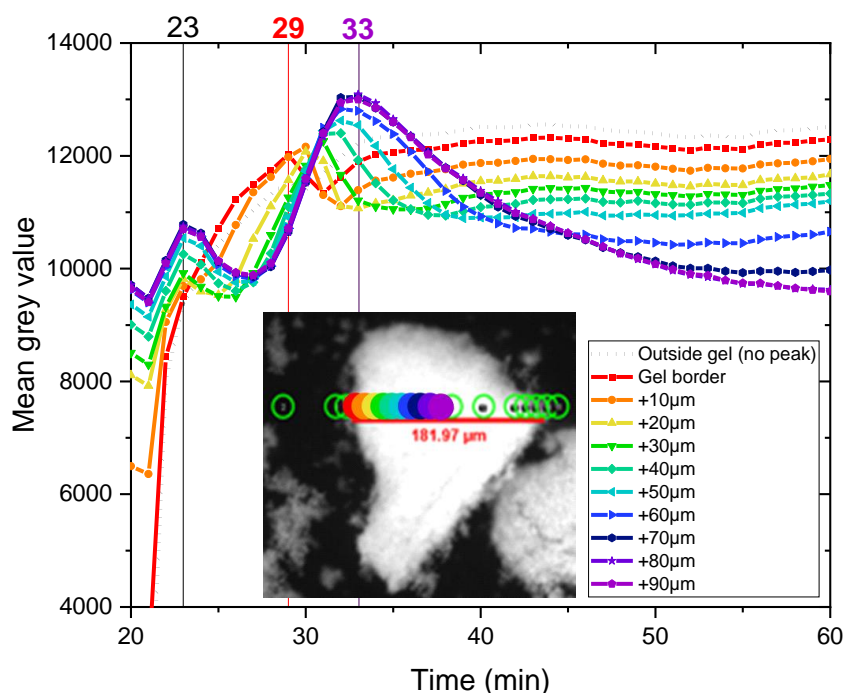 23 29 33
14000
12000
10000
8000
6000
4000
Mean grey value
20 30 40 50 60
Time (min)
181.97 µm
Outside gel (no peak)
Gel border
+10µm
+20µm
+30µm
+40µm
+50µm
+60µm
+70µm
+80µm
+90µm